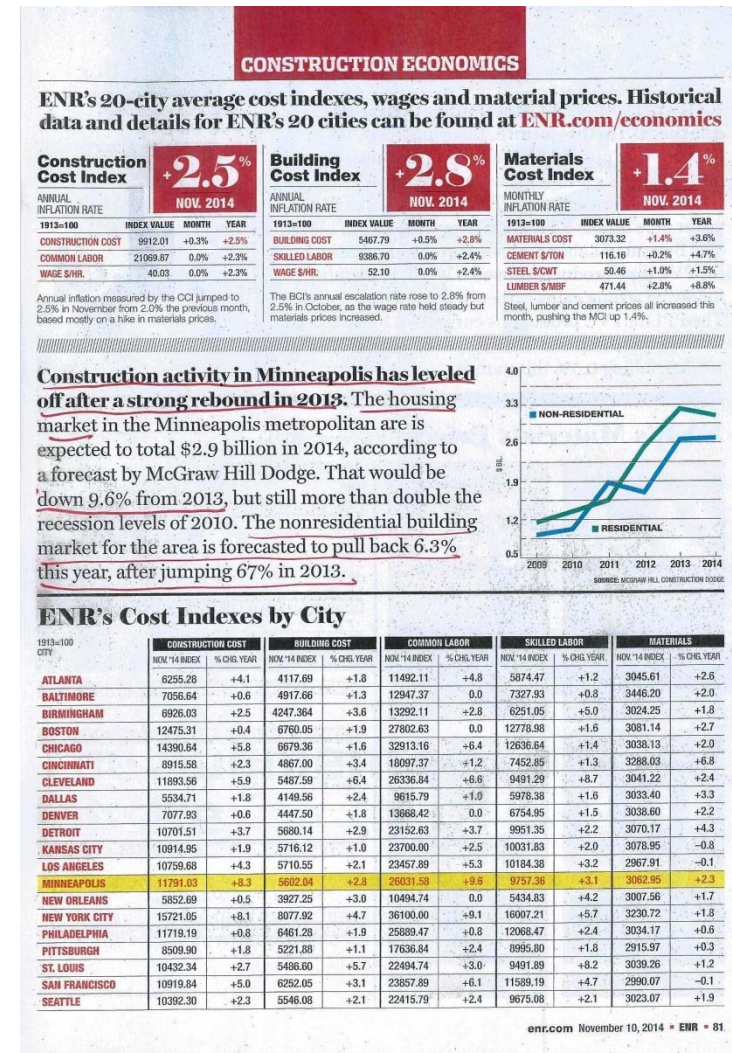 CONSTRUCTION ECONOMICS
ENR's 20-city average cost indexes, wages and material prices. Historical
data and details for ENR's 20 cities can be found at ENR.com/economics
Construction
Cost Index
+2.5%
NOV. 2014
ANNUAL
INFLATION RATE
1913=100 INDEX VALUE MONTH YEAR
CONSTRUCTION COST 9912.01 +0.3% +2.5%
COMMON LABOR 21069.87 0.0% +2.3%
WAGE $/HR. 40.03 0.0% +2.3%
Annual inflation measured by the CCI jumped to
2.5% in November from 2.0% the previous month,
based mostly on a hike in materials prices.
Building
Cost Index
+2.8%
NOV. 2014
ANNUAL
INFLATION RATE
1913=100 INDEX VALUE MONTH YEAR
BUILDING COST 5467.79 +0.5% +2.8%
SKILLED LABOR 9386.70 0.0% +2.4%
WAGE $/HR. 52.10 0.0% +2.4%
The BCI's annual escalation rate rose to 2.8% from
2.5% in October, as the wage rate held steady but
materials prices increased.
Materials
Cost Index
+1.4%
NOV. 2014
MONTHLY
INFLATION RATE
1913=100 INDEX VALUE MONTH YEAR
MATERIALS COST 3073.32 +1.4% +3.6%
CEMENT $/TON 116.16 +0.2% +4.7%
STEEL $/CWT 50.46 +1.0% +1.5%
LUMBER $/MBF 471.44 +2.8% +8.8%
Steel, lumber and cement prices all increased this
month, pushing the MCI up 1.4%.
Construction activity in Minneapolis has leveled
off after a strong rebound in 2013. The housing
market in the Minneapolis metropolitan are is
expected to total $2.9 billion in 2014, according to
a forecast by McGraw Hill Dodge. That would be
down 9.6% from 2013, but still more than double the
recession levels of 2010. The nonresidential building
market for the area is forecasted to pull back 6.3%
this year, after jumping 67% in 2013.
4.0
3.3
NON-RESIDENTIAL
2.6
$ BIL.
1.9
1.2
RESIDENTIAL
0.5
2009 2010 2011 2012 2013 2014
SOURCE: MCGRAW HILL CONSTRUCTION DODGE
ENR's Cost Indexes by City
1913=100
CITY
CONSTRUCTION COST BUILDING COST COMMON LABOR SKILLED LABOR MATERIALS
NOV. '14 INDEX % CHG. YEAR NOV. '14 INDEX % CHG. YEAR NOV. '14 INDEX % CHG. YEAR NOV. '14 INDEX % CHG. YEAR NOV. '14 INDEX % CHG. YEAR
ATLANTA 6255.28 +4.1 4117.69 +1.8 11492.11 +4.8 5874.47 +1.2 3045.61 +2.6
BALTIMORE 7056.64 +0.6 4917.66 +1.3 12947.37 0.0 7327.93 +0.8 3446.20 +2.0
BIRMINGHAM 6926.03 +2.5 4247.364 +3.6 13292.11 +2.8 6251.05 +5.0 3024.25 +1.8
BOSTON 12475.31 +0.4 6760.05 +1.9 27802.63 0.0 12778.98 +1.6 3081.14 +2.7
CHICAGO 14390.64 +5.8 6679.36 +1.6 32913.16 +6.4 12636.64 +1.4 3038.13 +2.0
CINCINNATI 8915.58 +2.3 4867.00 +3.4 18097.37 +1.2 7452.85 +1.3 3288.03 +6.8
CLEVELAND 11893.56 +5.9 5487.59 +6.4 26336.84 +6.6 9491.29 +8.7 3041.22 +2.4
DALLAS 5534.71 +1.8 4149.56 +2.4 9615.79 +1.0 5978.38 +1.6 3033.40 +3.3
DENVER 7077.93 +0.6 4447.50 +1.8 13668.42 0.0 6754.95 +1.5 3038.60 +2.2
DETROIT 10701.51 +3.7 5680.14 +2.9 23152.63 +3.7 9951.35 +2.2 3070.17 +4.3
KANSAS CITY 10914.95 +1.9 5716.12 +1.0 23700.00 +2.5 10031.83 +2.0 3078.95 -0.8
LOS ANGELES 10759.68 +4.3 5710.55 +2.1 23457.89 +5.3 10184.38 +3.2 2967.91 -0.1
MINNEAPOLIS 11791.03 +8.3 5602.04 +2.8 26031.58 +9.6 9757.36 +3.1 3062.95 +2.3
NEW ORLEANS 5852.69 +0.5 3927.25 +3.0 10494.74 0.0 5434.83 +4.2 3007.56 +1.7
NEW YORK CITY 15721.05 +8.1 8077.92 +4.7 36100.00 +9.1 16007.21 +5.7 3230.72 +1.8
PHILADELPHIA 11719.19 +0.8 6461.28 +1.9 25889.47 +0.8 12068.47 +2.4 3034.17 +0.6
PITTSBURGH 8509.90 +1.8 5221.88 +1.1 17636.84 +2.4 8995.80 +1.8 2915.97 +0.3
ST. LOUIS 10432.34 +2.7 5486.60 +5.7 22494.74 +3.0 9491.89 +8.2 3039.26 +1.2
SAN FRANCISCO 10919.84 +5.0 6252.05 +3.1 23857.89 +6.1 11589.19 +4.7 2990.07 -0.1
SEATTLE 10392.30 +2.3 5546.08 +2.1 22415.79 +2.4 9675.08 +2.1 3023.07 +1.9
enr.com November 10, 2014 ▪ ENR ▪ 81